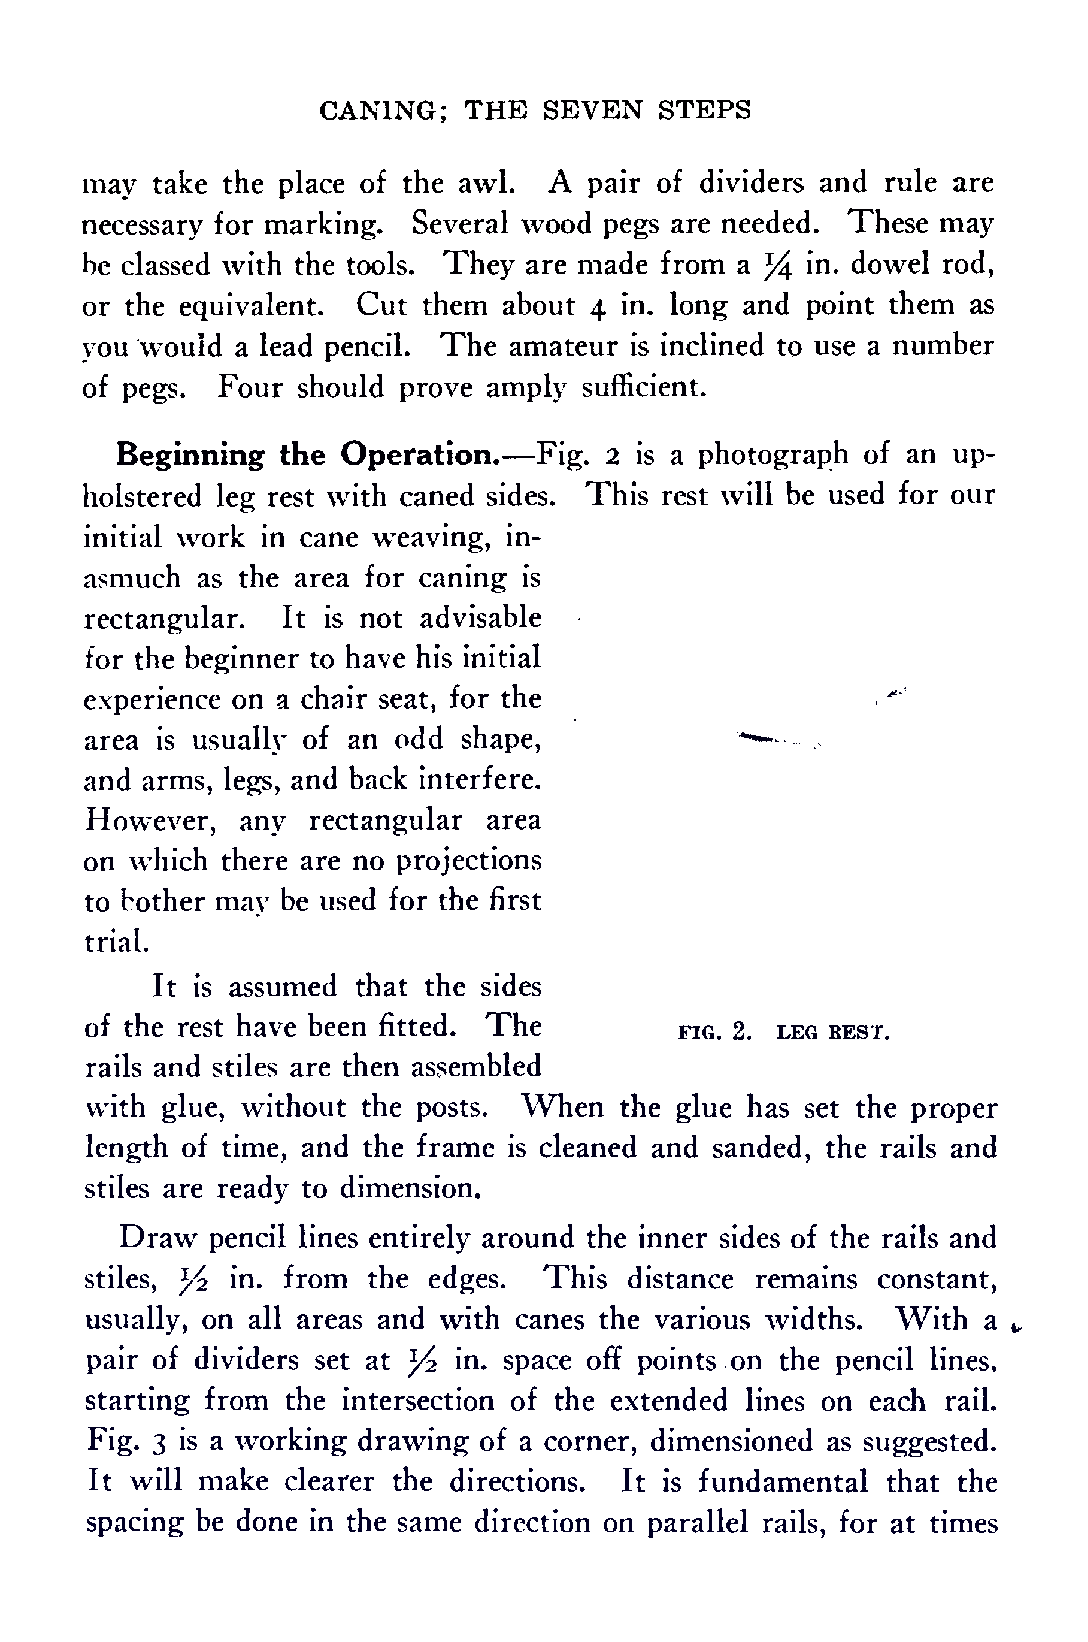 CANING; THE SEVEN STEPS
may take the place of the awl. A pair of dividers and rule are
necessary for marking. Several wood pegs are needed. These may
be classed with the tools. They are made from a ¼ in. dowel rod,
or the equivalent. Cut them about 4 in. long and point them as
you would a lead pencil. The amateur is inclined to use a number
of pegs. Four should prove amply sufficient.
Beginning the Operation.—Fig. 2 is a photograph of an up-
holstered leg rest with caned sides. This rest will be used for our
initial work in cane weaving, in-
asmuch as the area for caning is
rectangular. It is not advisable
for the beginner to have his initial
experience on a chair seat, for the
area is usually of an odd shape,
and arms, legs, and back interfere.
However, any rectangular area
on which there are no projections
to bother may be used for the first
trial.
It is assumed that the sides
of the rest have been fitted. The
rails and stiles are then assembled
FIG. 2. LEG REST.
with glue, without the posts. When the glue has set the proper
length of time, and the frame is cleaned and sanded, the rails and
stiles are ready to dimension.
Draw pencil lines entirely around the inner sides of the rails and
stiles, ½ in. from the edges. This distance remains constant,
usually, on all areas and with canes the various widths. With a
pair of dividers set at ½ in. space off points on the pencil lines,
starting from the intersection of the extended lines on each rail.
Fig. 3 is a working drawing of a corner, dimensioned as suggested.
It will make clearer the directions. It is fundamental that the
spacing be done in the same direction on parallel rails, for at times